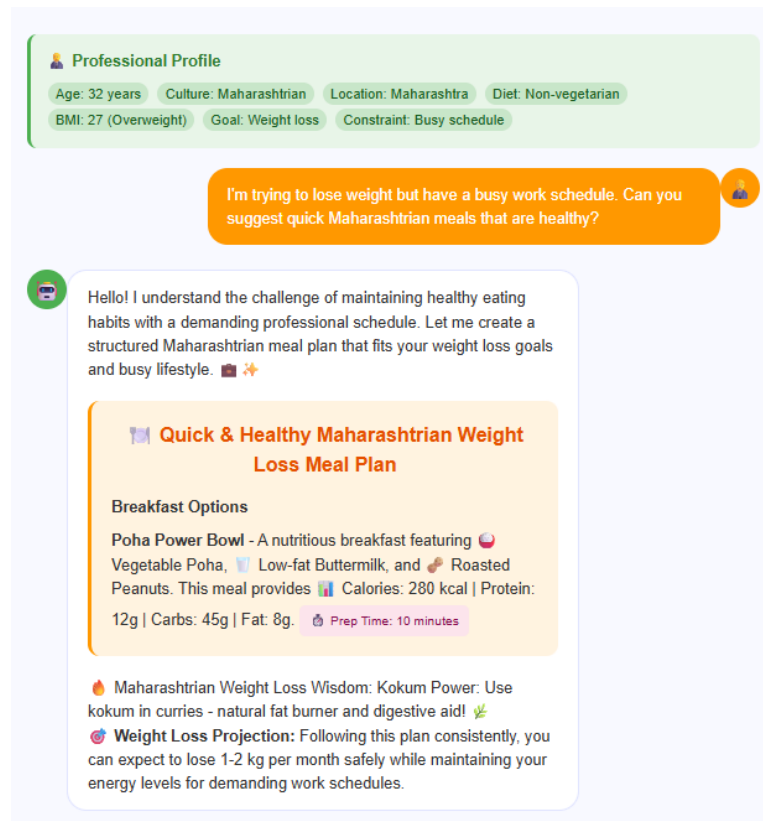 Professional Profile
Age: 32 years Culture: Maharashtrian Location: Maharashtra Diet: Non-vegetarian
BMI: 27 (Overweight) Goal: Weight loss Constraint: Busy schedule
I'm trying to lose weight but have a busy work schedule. Can you
suggest quick Maharashtrian meals that are healthy?
Hello! I understand the challenge of maintaining healthy eating
habits with a demanding professional schedule. Let me create a
structured Maharashtrian meal plan that fits your weight loss goals
and busy lifestyle. 💼 ✨
🍽️ Quick & Healthy Maharashtrian Weight
Loss Meal Plan
Breakfast Options
Poha Power Bowl - A nutritious breakfast featuring 🍚
Vegetable Poha, 🥛 Low-fat Buttermilk, and 🥜 Roasted
Peanuts. This meal provides 📊 Calories: 280 kcal | Protein:
12g | Carbs: 45g | Fat: 8g. ⏱️ Prep Time: 10 minutes
🔥 Maharashtrian Weight Loss Wisdom: Kokum Power: Use
kokum in curries - natural fat burner and digestive aid! 🌿
🎯 Weight Loss Projection: Following this plan consistently, you
can expect to lose 1-2 kg per month safely while maintaining your
energy levels for demanding work schedules.